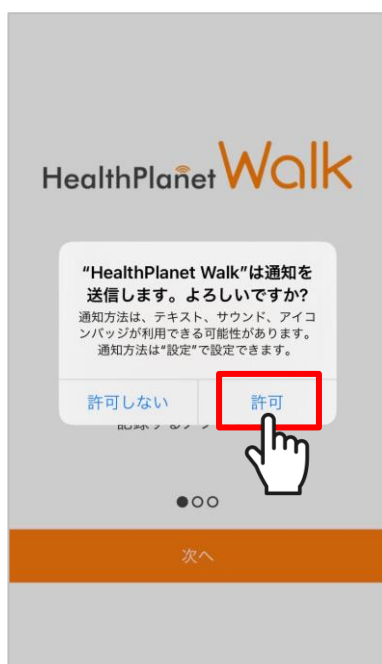 HealthPlanet Walk
“HealthPlanet Walk”は通知を
送信します。よろしいですか?
通知方法は、テキスト、サウンド、アイコ
ンバッジが利用できる可能性があります。
通知方法は“設定”で設定できます。
許可しない
許可
次へ